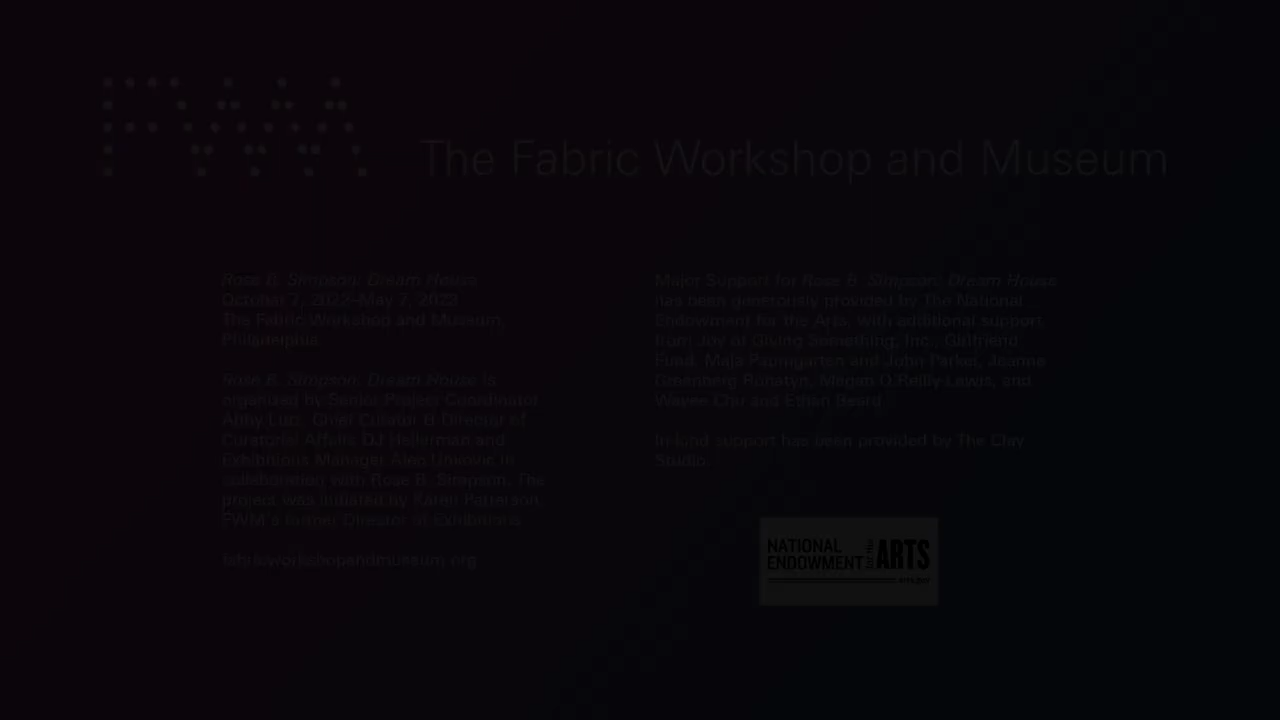 FWM
The Fabric Workshop and Museum
Rose B. Simpson: Dream House
October 7, 2022–May 7, 2023
The Fabric Workshop and Museum,
Philadelphia
Rose B. Simpson: Dream House is
organized by Senior Project Coordinator
Abby Lutz, Chief Curator & Director of
Curatorial Affairs DJ Hellerman and
Exhibitions Manager Alec Unkovic in
collaboration with Rose B. Simpson. The
project was initiated by Karen Patterson,
FWM's former Director of Exhibitions
fabricworkshopandmuseum.org
Major Support for Rose B. Simpson: Dream House
has been generously provided by The National
Endowment for the Arts, with additional support
from Joy of Giving Something, Inc., Girlfriend
Fund, Maja Paumgarten and John Parker, Jeanne
Greenberg Rohatyn, Megan O'Reilly Lewis, and
and Ethan Beard
In-kind support has been provided by The Clay
Studio.
NATIONAL
ENDOWMENT for the ARTS
arts.gov